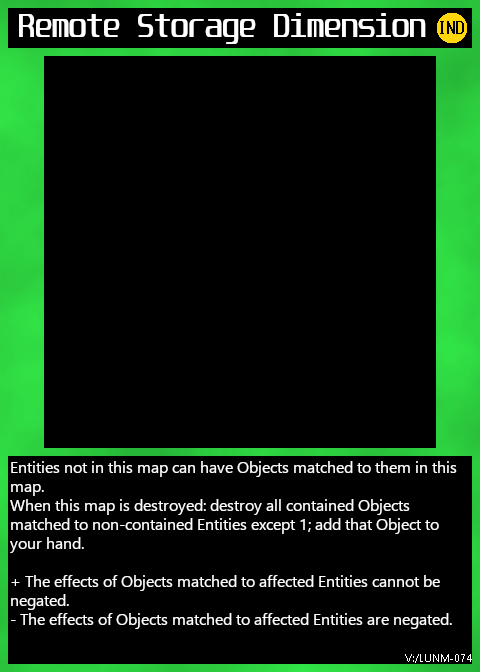 Remote Storage Dimension IND
Entities not in this map can have Objects matched to them in this
map.
When this map is destroyed: destroy all contained Objects
matched to non-contained Entities except 1; add that Object to
your hand.
+ The effects of Objects matched to affected Entities cannot be
negated.
- The effects of Objects matched to affected Entities are negated.
V:/LUNM-074